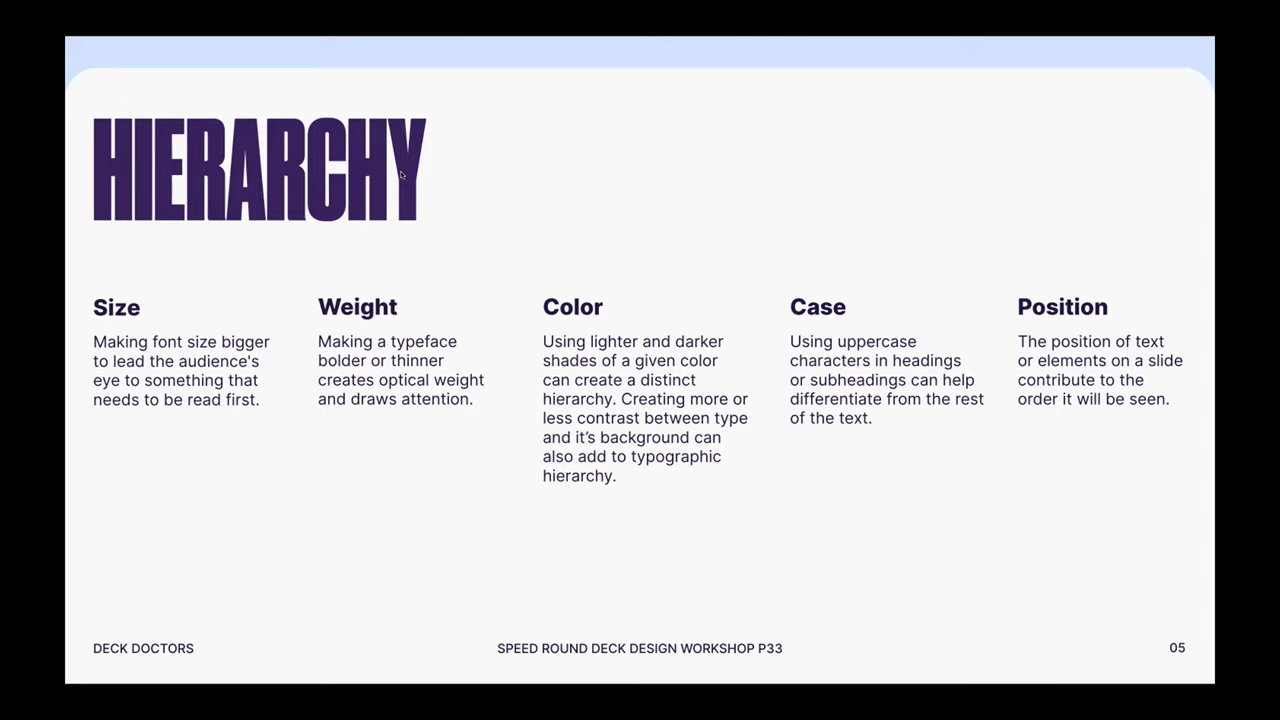 HIERARCHY
Size
Making font size bigger
to lead the audience's
eye to something that
needs to be read first.
Weight
Making a typeface
bolder or thinner
creates optical weight
and draws attention.
Color
Using lighter and darker
shades of a given color
can create a distinct
hierarchy. Creating more or
less contrast between type
and it’s background can
also add to typographic
hierarchy.
Case
Using uppercase
characters in headings
or subheadings can help
differentiate from the rest
of the text.
Position
The position of text
or elements on a slide
contribute to the
order it will be seen.
DECK DOCTORS
SPEED ROUND DECK DESIGN WORKSHOP P33
05